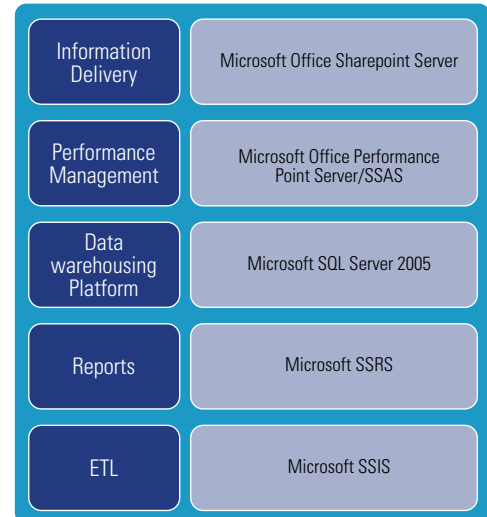 Information
Delivery
Microsoft Office Sharepoint Server
Performance
Management
Microsoft Office Performance
Point Server/SSAS
Data
warehousing
Platform
Microsoft SQL Server 2005
Reports
Microsoft SSRS
ETL
Microsoft SSIS